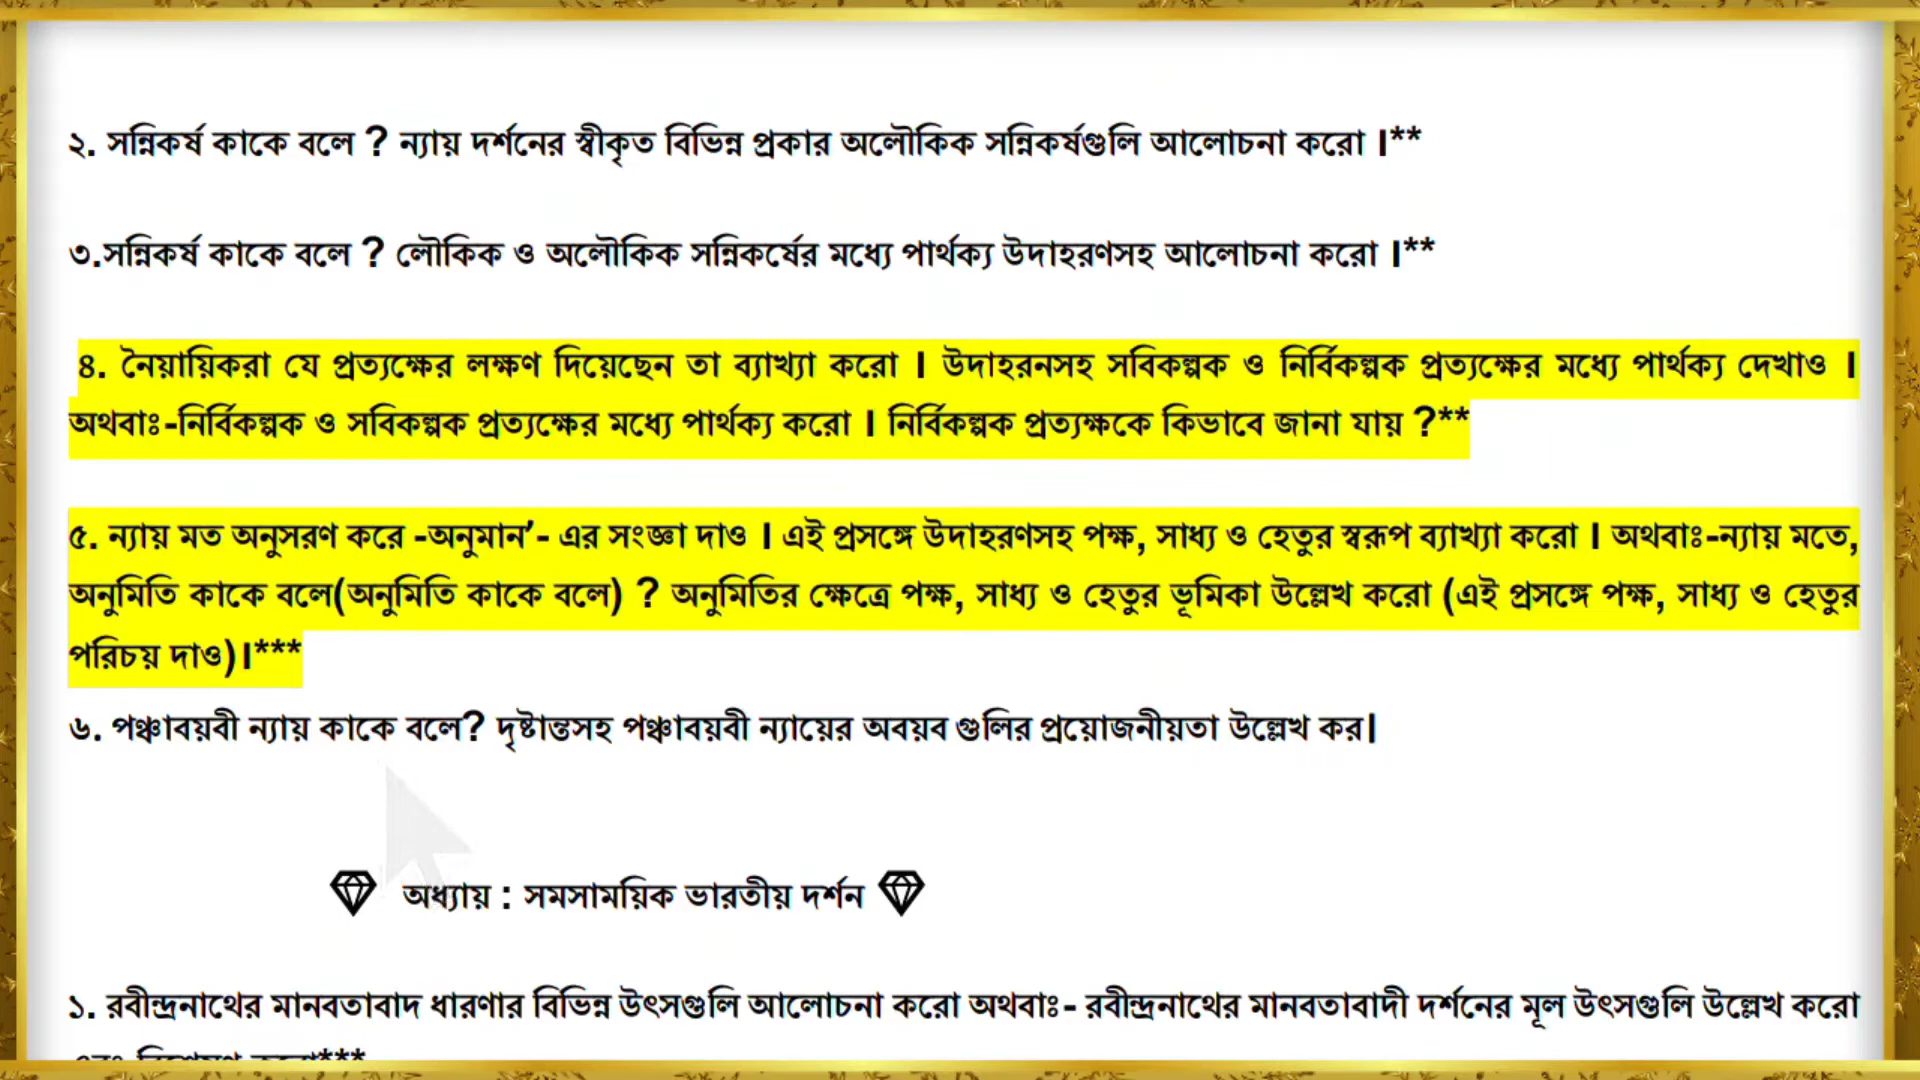 ২. সন্নিকর্ষ কাকে বলে ? ন্যায় দর্শনের স্বীকৃত বিভিন্ন প্রকার অলৌকিক সন্নিকর্ষগুলি আলোচনা করো ।**
৩.সন্নিকর্ষ কাকে বলে ? লৌকিক ও অলৌকিক সন্নিকর্ষের মধ্যে পার্থক্য উদাহরণসহ আলোচনা করো ।**
৪. নৈয়ায়িকরা যে প্রত্যক্ষের লক্ষণ দিয়েছেন তা ব্যাখ্যা করো । উদাহরনসহ সবিকল্পক ও নির্বিকল্পক প্রত্যক্ষের মধ্যে পার্থক্য দেখাও ।
অথবাঃ-নির্বিকল্পক ও সবিকল্পক প্রত্যক্ষের মধ্যে পার্থক্য করো । নির্বিকল্পক প্রত্যক্ষকে কিভাবে জানা যায় ?**
৫. ন্যায় মত অনুসরণ করে -অনুমান’- এর সংজ্ঞা দাও । এই প্রসঙ্গে উদাহরণসহ পক্ষ, সাধ্য ও হেতুর স্বরূপ ব্যাখ্যা করো । অথবাঃ-ন্যায় মতে,
অনুমিতি কাকে বলে(অনুমিতি কাকে বলে) ? অনুমিতির ক্ষেত্রে পক্ষ, সাধ্য ও হেতুর ভূমিকা উল্লেখ করো (এই প্রসঙ্গে পক্ষ, সাধ্য ও হেতুর
পরিচয় দাও)।***
৬. পঞ্চাবয়বী ন্যায় কাকে বলে? দৃষ্টান্তসহ পঞ্চাবয়বী ন্যায়ের অবয়ব গুলির প্রয়োজনীয়তা উল্লেখ কর।
অধ্যায় : সমসাময়িক ভারতীয় দর্শন
১. রবীন্দ্রনাথের মানবতাবাদ ধারণার বিভিন্ন উৎসগুলি আলোচনা করো অথবাঃ- রবীন্দ্রনাথের মানবতাবাদী দর্শনের মূল উৎসগুলি উল্লেখ করো